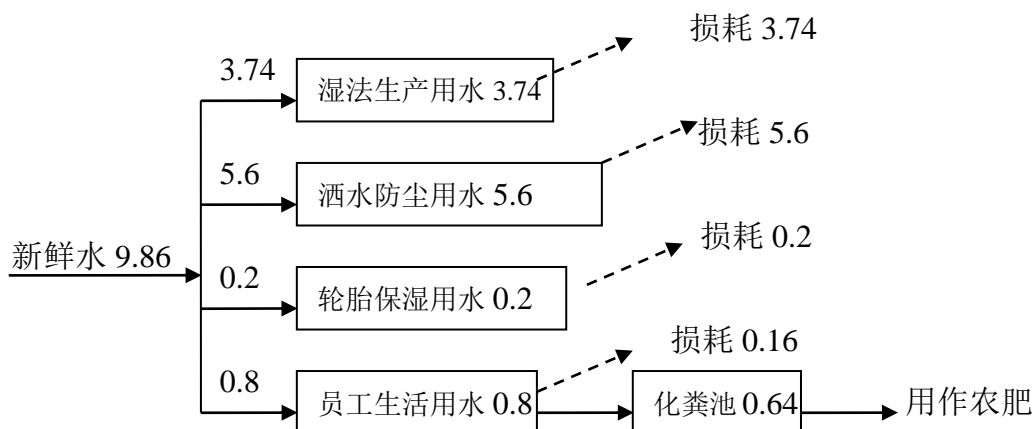 损耗 3.74
3.74
湿法生产用水 3.74
损耗 5.6
5.6
洒水防尘用水 5.6
损耗 0.2
新鲜水 9.86
0.2
轮胎保湿用水 0.2
损耗 0.16
0.8
员工生活用水 0.8
化粪池 0.64
用作农肥